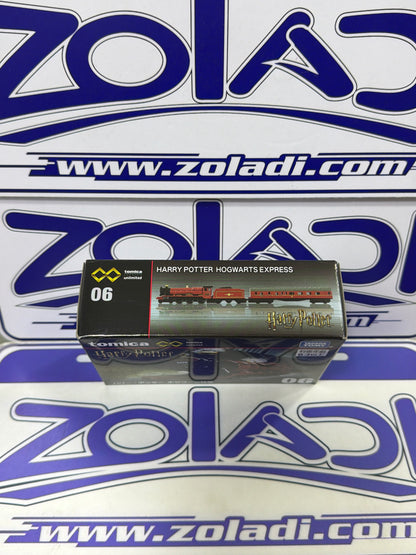 ZOLADI
www.zoladi.com
ZOLADI
tomica
unlimited
HARRY POTTER HOGWARTS EXPRESS
06
Harry Potter
tomica
Harry Potter
06
ZOLADI
www.zoladi.com